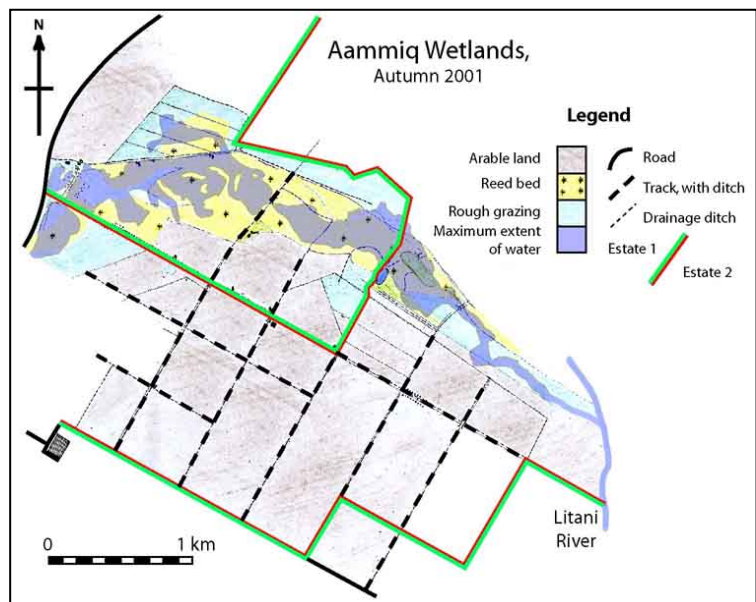 N
Aammiq Wetlands,
Autumn 2001
Legend
Arable land
Reed bed
Rough grazing
Maximum extent
of water
Road
Track, with ditch
Drainage ditch
Estate 1
Estate 2
Litani
River
0 1 km